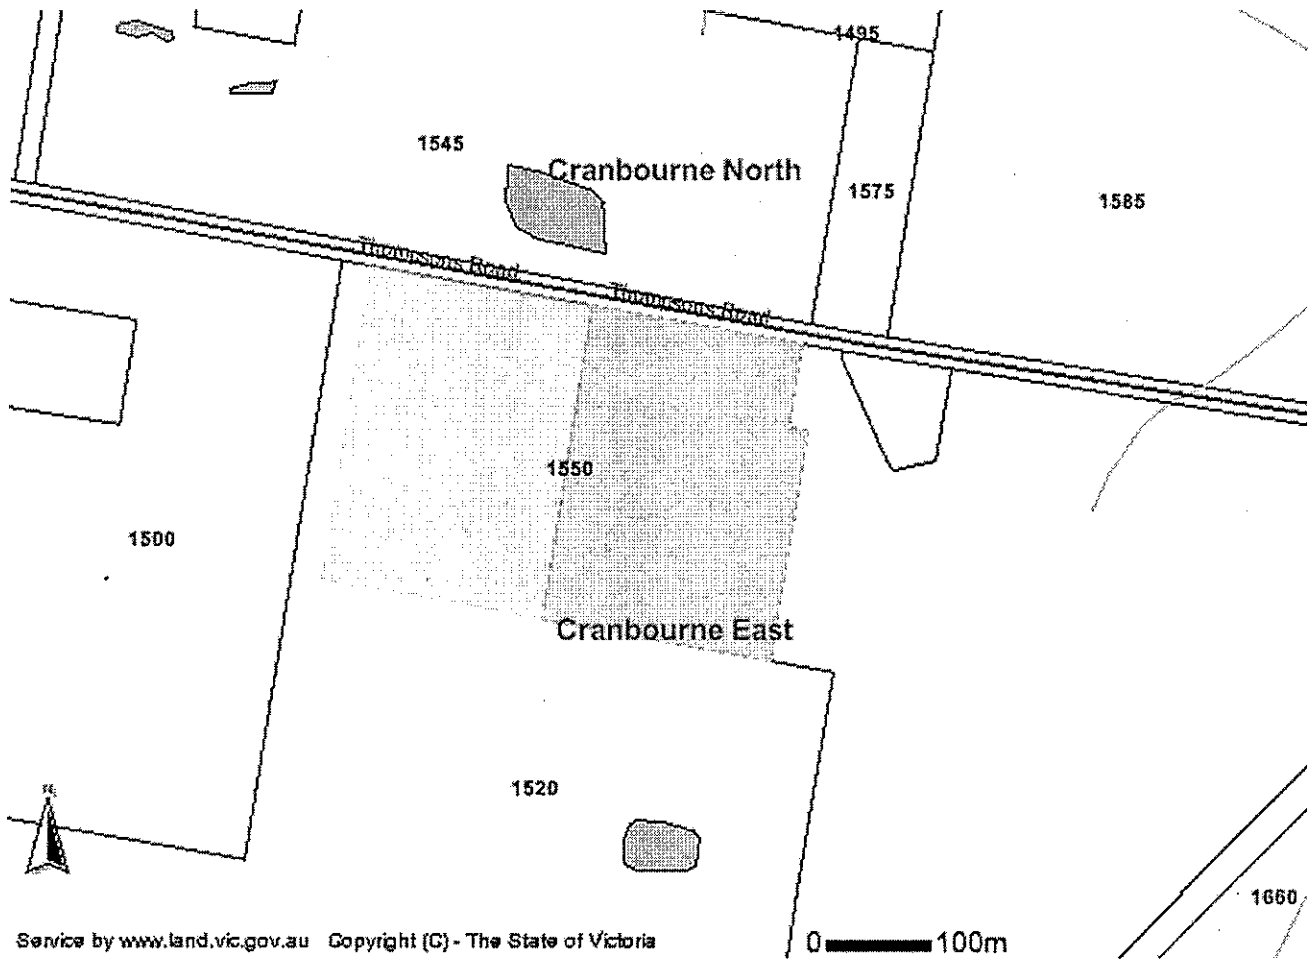 1495
1545
Cranbourne North
1575
1585
Thompsons Road
Thompsons Road
1550
1500
Cranbourne East
1520
1660
Service by www.land.vic.gov.au Copyright (C) - The State of Victoria
0 100m